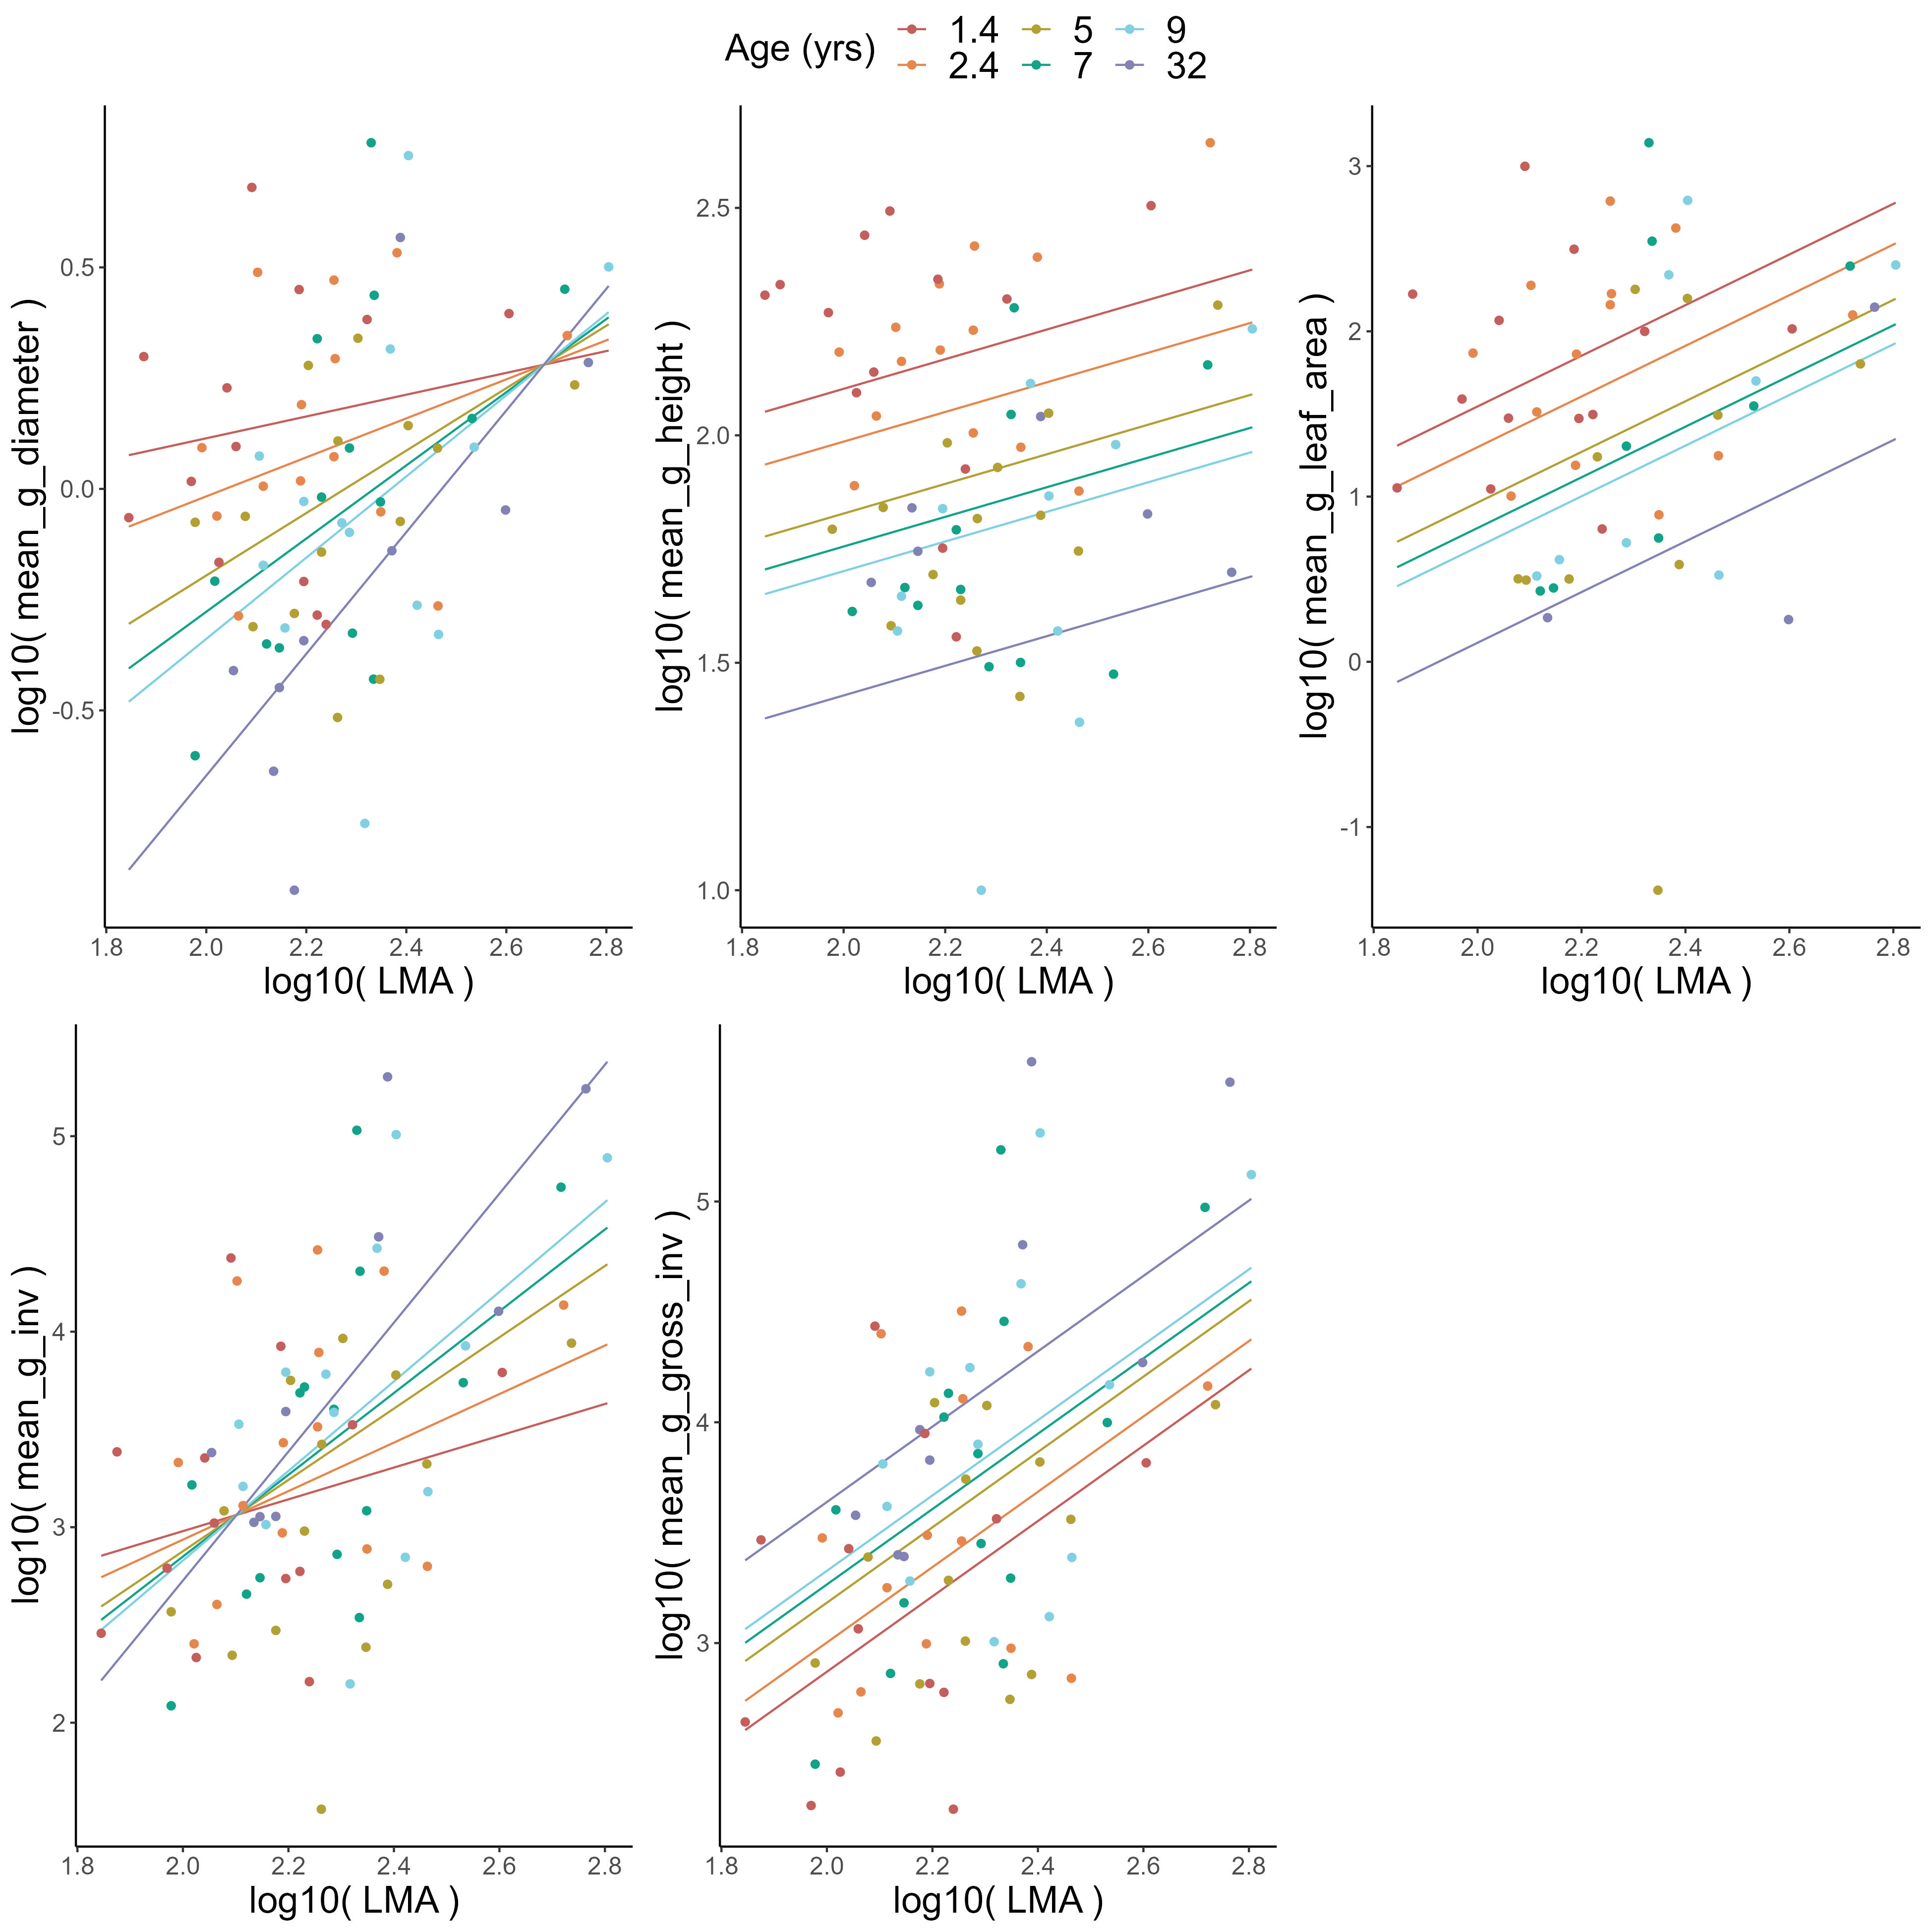 Age (yrs) 1.4 5 9
2.4 7 32
log10( mean_g_diameter )
0.5
0.0
-0.5
1.8 2.0 2.2 2.4 2.6 2.8
log10( LMA )
log10( mean_g_height )
2.5
2.0
1.5
1.0
1.8 2.0 2.2 2.4 2.6 2.8
log10( LMA )
log10( mean_g_leaf_area )
3
2
1
0
-1
1.8 2.0 2.2 2.4 2.6 2.8
log10( LMA )
log10( mean_g_inv )
5
4
3
2
1.8 2.0 2.2 2.4 2.6 2.8
log10( LMA )
log10( mean_g_gross_inv )
5
4
3
1.8 2.0 2.2 2.4 2.6 2.8
log10( LMA )